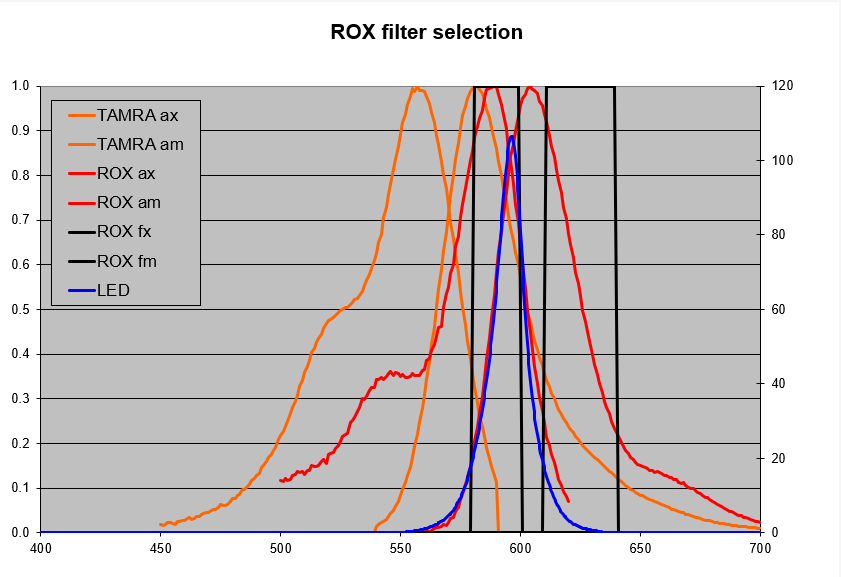 ROX filter selection
1.0
0.9
0.8
0.7
0.6
0.5
0.4
0.3
0.2
0.1
0.0
TAMRA ax
TAMRA am
ROX ax
ROX am
ROX fx
ROX fm
LED
120
100
80
60
40
20
0
400 450 500 550 600 650 700